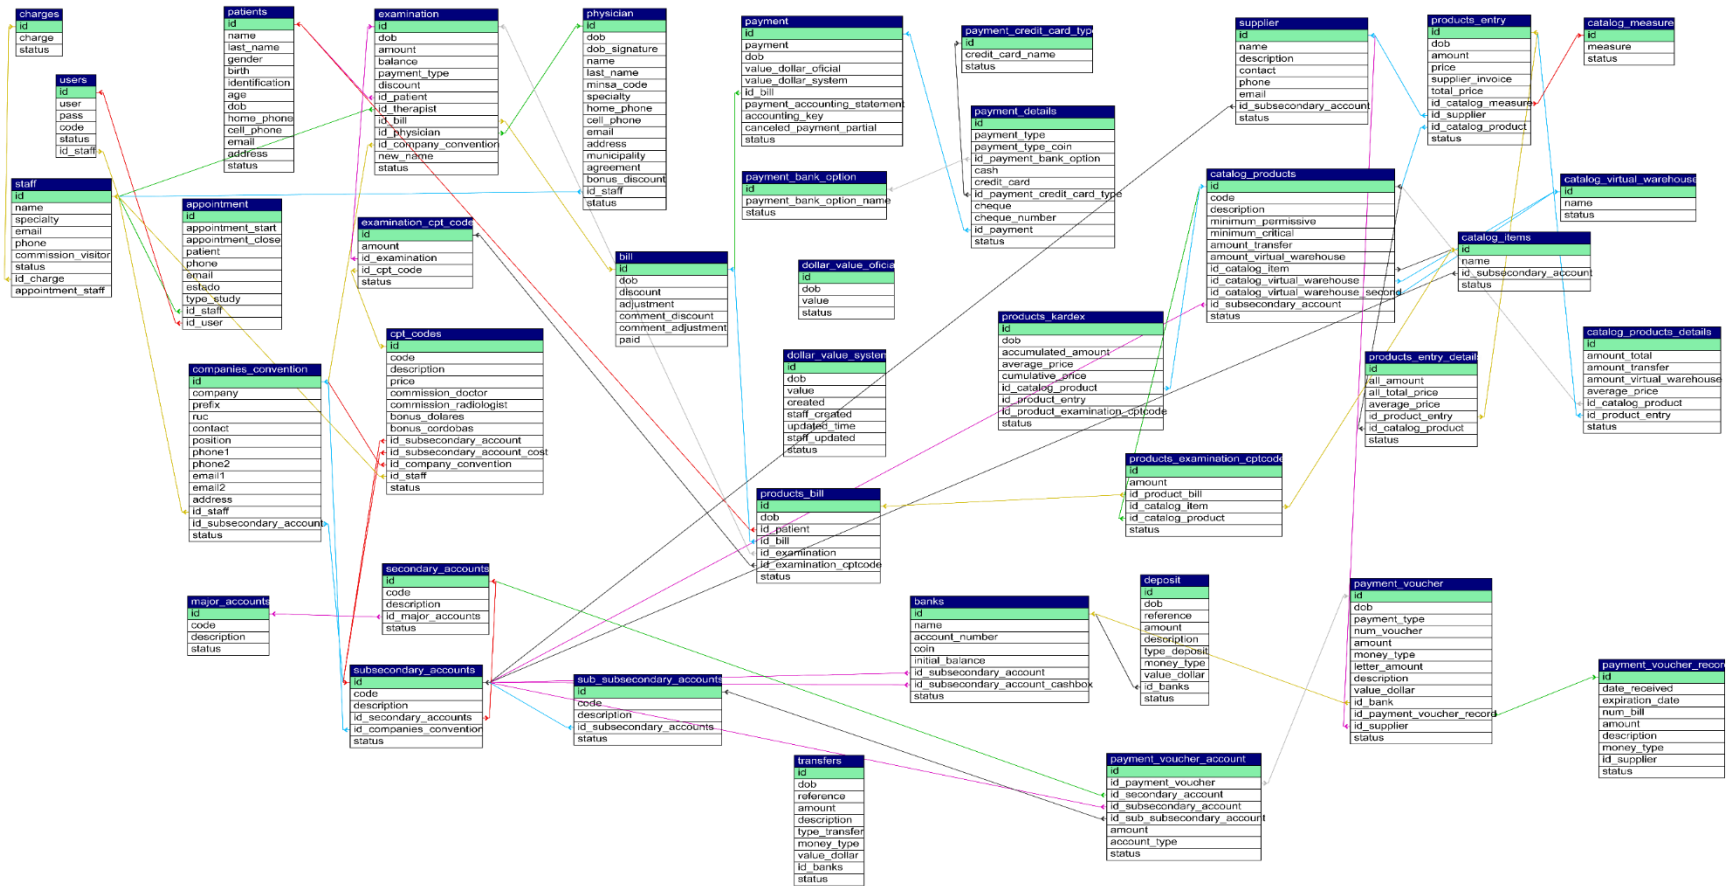 charges
id
charge
status
users
id
user
pass
code
status
id_staff
staff
id
name
specialty
email
phone
commission_visitor
status
id_charge
appointment_staff
patients
id
name
last_name
gender
birth
identification
age
dob
home_phone
cell_phone
email
address
status
appointment
id
appointment_start
appointment_close
patient
phone
email
estado
type_study
id_staff
id_user
companies_convention
id
company
prefix
ruc
contact
position
phone1
phone2
email1
email2
address
id_staff
id_subsecondary_account
status
major_accounts
id
code
description
status
examination
id
dob
amount
balance
payment_type
discount
id_patient
id_therapist
id_bill
id_physician
id_company_convention
new_name
status
examination_cpt_code
id
amount
id_examination
id_cpt_code
status
cpt_codes
id
code
description
price
commission_doctor
commission_radiologist
bonus_dolares
bonus_cordobas
id_subsecondary_account
id_subsecondary_account_cost
id_company_convention
id_staff
status
secondary_accounts
id
code
description
id_major_accounts
status
subsecondary_accounts
id
code
description
id_secondary_accounts
id_companies_convention
status
physician
id
dob
dob_signature
name
last_name
minsa_code
specialty
home_phone
cell_phone
email
address
municipality
agreement
bonus_discount
id_staff
status
bill
id
dob
discount
adjustment
comment_discount
comment_adjustment
paid
sub_subsecondary_accounts
id
code
description
id_subsecondary_accounts
status
payment
id
payment
dob
value_dollar_oficial
value_dollar_system
id_bill
payment_accounting_statement
accounting_key
canceled_payment_partial
payment_bank_option
id
payment_bank_option_name
status
dollar_value_oficia
id
dob
value
status
dollar_value_system
id
dob
value
created
staff_created
updated_time
staff_updated
status
products_bill
id
dob
id_patient
id_bill
id_examination
id_examination_cptcode
status
transfers
id
dob
reference
amount
description
type_transfer
money_type
value_dollar
id_banks
status
payment_credit_card_typ
id
credit_card_name
status
payment_details
id
payment_type
payment_type_coin
id_payment_bank_option
cash
credit_card
id_payment_credit_card_type
cheque
cheque_number
id_payment
status
products_kardex
id
dob
accumulated_amount
average_price
cumulative_price
id_catalog_product
id_product_entry
id_product_examination_cptcode
status
banks
id
name
account_number
coin
initial_balance
id_subsecondary_account
id_subsecondary_account_cashbox
status
deposit
id
dob
reference
amount
description
type_deposit
money_type
value_dollar
id_banks
status
payment_voucher_account
id
id_payment_voucher
id_secondary_account
id_subsecondary_account
id_sub_subsecondary_account
amount
account_type
status
supplier
id
name
description
contact
phone
email
id_subsecondary_account
status
catalog_products
id
code
description
minimum_permissive
minimum_critical
amount_transfer
amount_virtual_warehouse
id_catalog_item
id_catalog_virtual_warehouse
id_catalog_virtual_warehouse_second
id_subsecondary_account
status
products_examination_cptcode
id
amount
id_product_bill
id_catalog_item
id_catalog_product
status
products_entry
id
dob
amount
price
supplier_invoice
total_price
id_catalog_measure
id_supplier
id_catalog_product
status
products_entry_details
id
all_amount
all_total_price
average_price
id_product_entry
id_catalog_product
status
payment_voucher
id
dob
payment_type
num_voucher
amount
money_type
letter_amount
description
value_dollar
id_bank
id_payment_voucher_record
id_supplier
status
catalog_measure
id
measure
status
catalog_virtual_warehouse
id
name
status
catalog_items
id
name
id_subsecondary_account
status
catalog_products_details
id
amount_total
amount_transfer
amount_virtual_warehouse
average_price
id_catalog_product
id_product_entry
status
payment_voucher_record
id
date_received
expiration_date
num_bill
amount
description
money_type
id_supplier
status